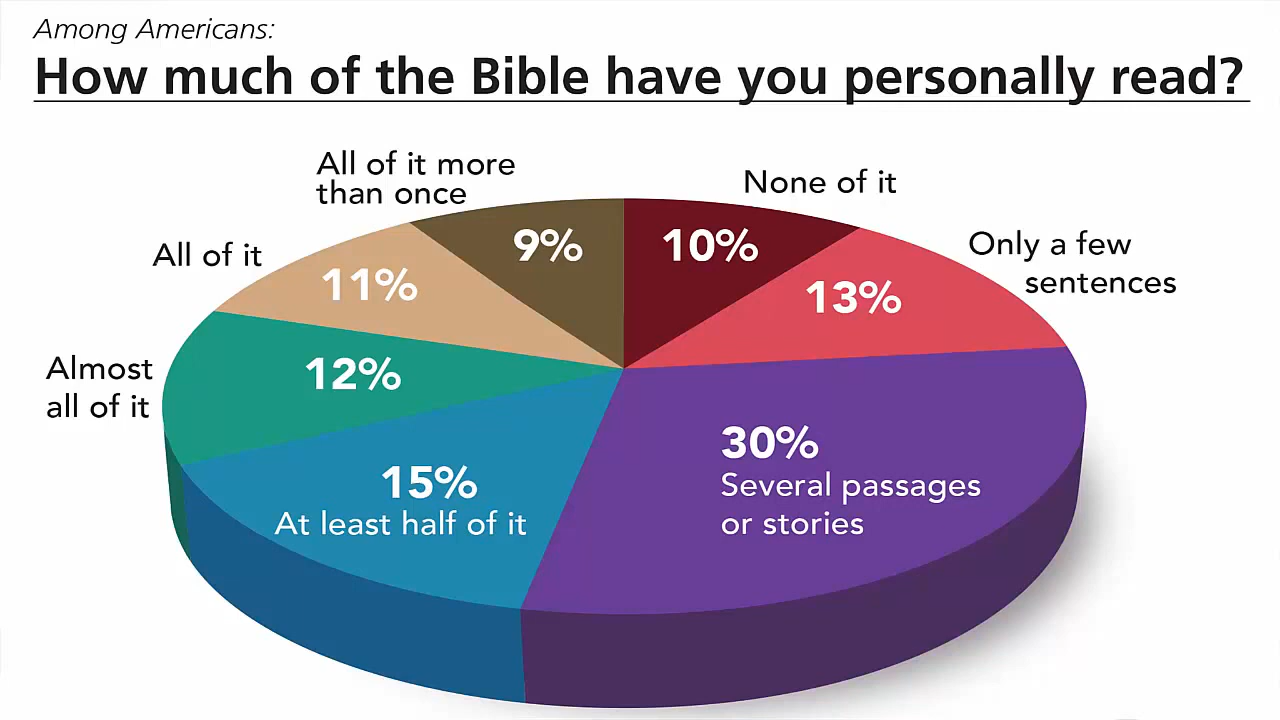 Among Americans:
How much of the Bible have you personally read?
All of it more
than once
9%
None of it
10%
Only a few
sentences
13%
30%
Several passages
or stories
15%
At least half of it
Almost
all of it
12%
All of it
11%